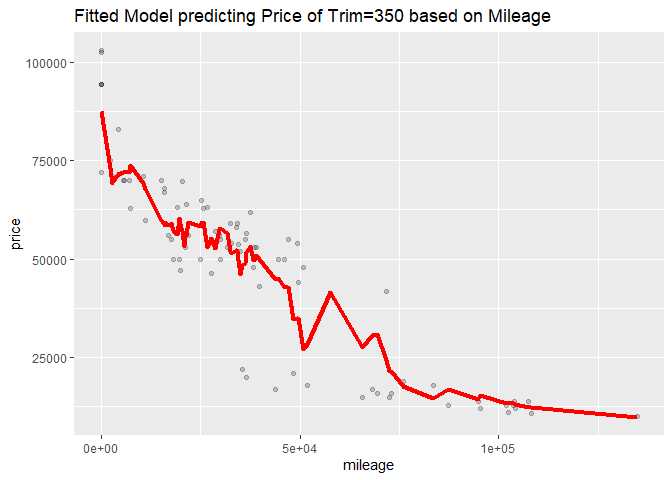 Fitted Model predicting Price of Trim=350 based on Mileage
price
100000
75000
50000
25000
0e+00 5e+04 1e+05
mileage